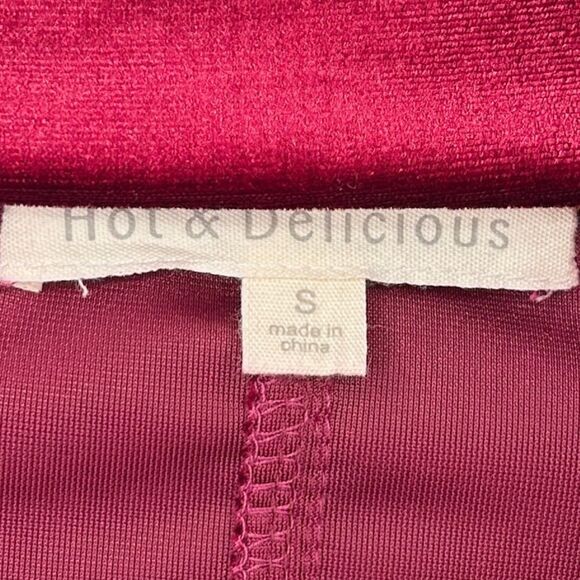 Hot & Delicious
S
made in
china